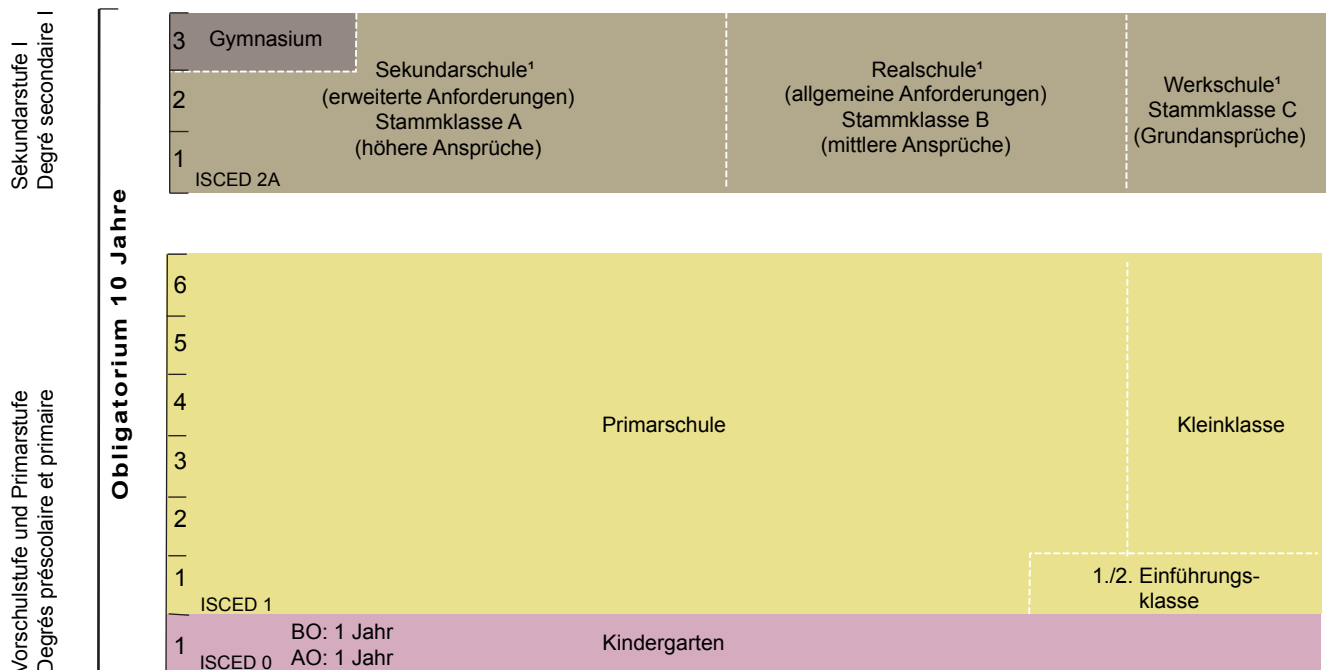 Sekundarstufe I
Degré secondaire I
Obligatorium 10 Jahre
3
Gymnasium
2
1
ISCED 2A
Sekundarschule¹
(erweiterte Anforderungen)
Stammklasse A
(höhere Ansprüche)
Realschule¹
(allgemeine Anforderungen)
Stammklasse B
(mittlere Ansprüche)
Werkschule¹
Stammklasse C
(Grundansprüche)
Vorschulstufe und Primarstufe
Degrés préscolaire et primaire
6
5
4
3
2
1
ISCED 1
Primarschule
Kleinklasse
1./2. Einführungs-
klasse
1
ISCED 0
BO: 1 Jahr
AO: 1 Jahr
Kindergarten